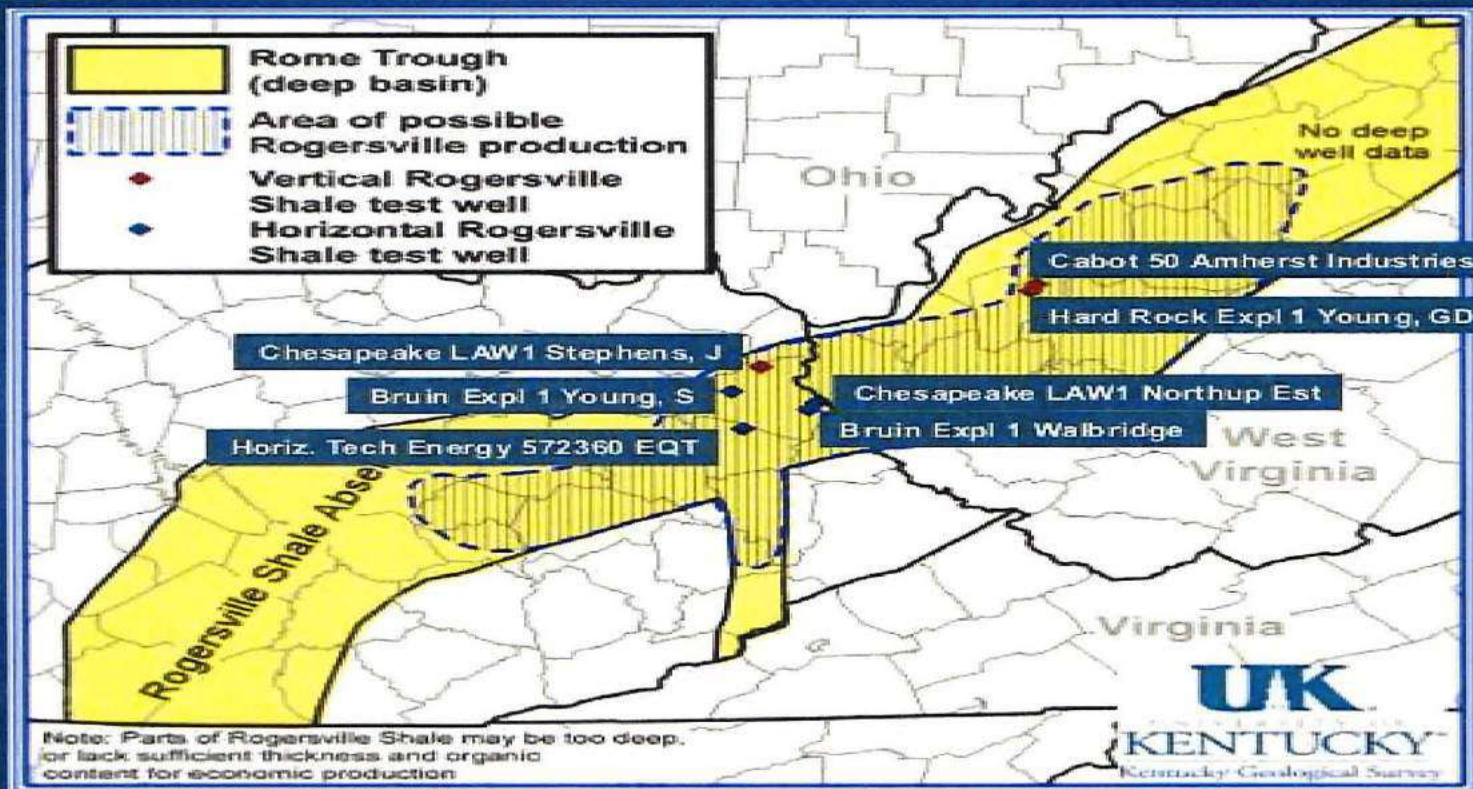 Rome Trough
(deep basin)
Area of possible
Rogersville production
Vertical Rogersville
Shale test well
Horizontal Rogersville
Shale test well
No deep
well data
Ohio
Cabot 50 Amherst Industries
Hard Rock Expl 1 Young, GD
Chesapeake LAW1 Stephens, J
Bruin Expl 1 Young, S
Chesapeake LAW1 Northup Est
Horiz. Tech Energy 572360 EQT
Bruin Expl 1 Walbridge
West
Virginia
Rogersville Shale Absen
Virginia
Note: Parts of Rogersville Shale may be too deep,
or lack sufficient thickness and organic
content for economic production
UK
UNIVERSITY OF
KENTUCKY
Kentucky Geological Survey